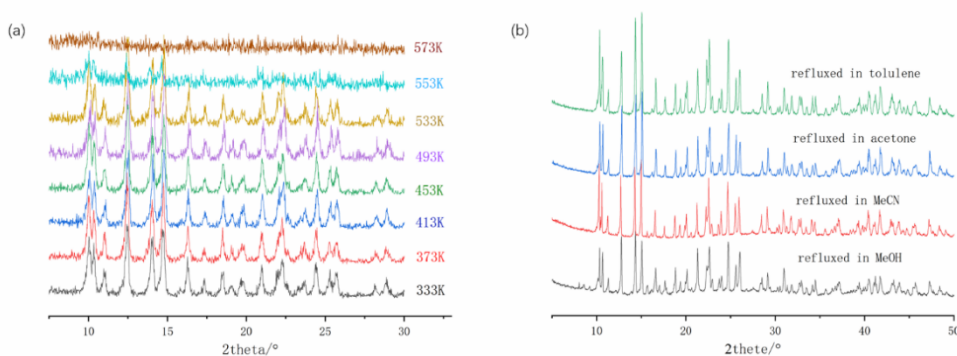 (a)
573K
553K
533K
493K
453K
413K
373K
333K
10 15 20 25 30
2theta/°
(b)
refluxed in tolulene
refluxed in acetone
refluxed in MeCN
refluxed in MeOH
10 20 30 40 50
2thete/°